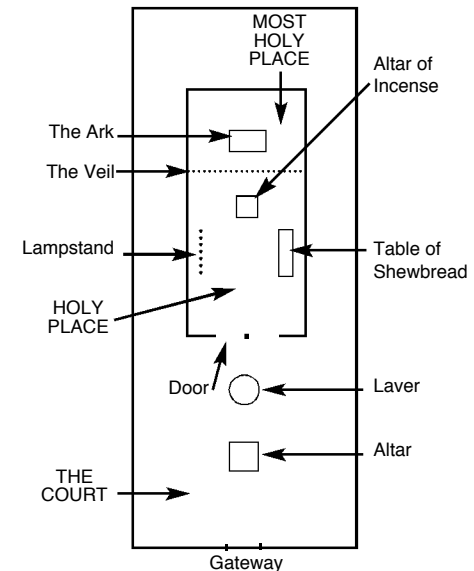 MOST
HOLY
PLACE
Altar of
Incense
The Ark
The Veil
Lampstand
Table of
Shewbread
HOLY
PLACE
Door
Laver
Altar
THE
COURT
Gateway